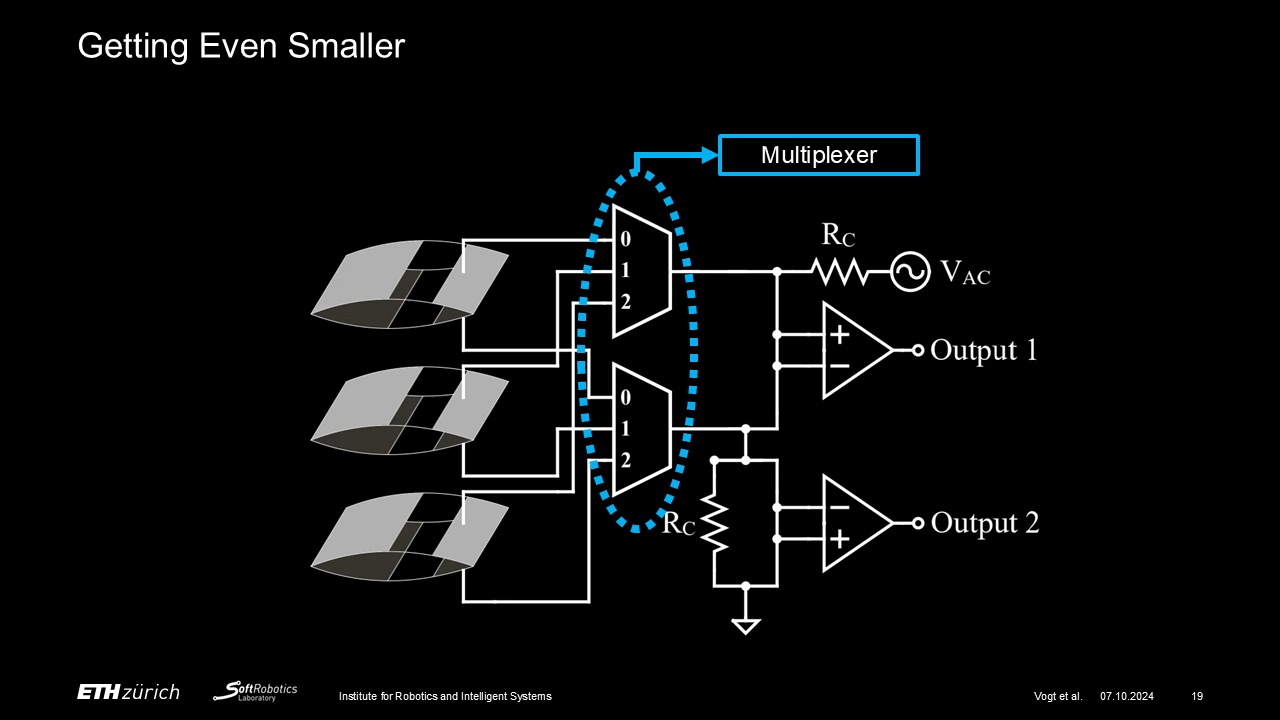 Getting Even Smaller
Multiplexer
0
1
2
R_C
V_AC
+
−
Output 1
0
1
2
R_C
−
+
Output 2
ETH zürich
SoftRobotics
Laboratory
Institute for Robotics and Intelligent Systems
Vogt et al.
07.10.2024
19